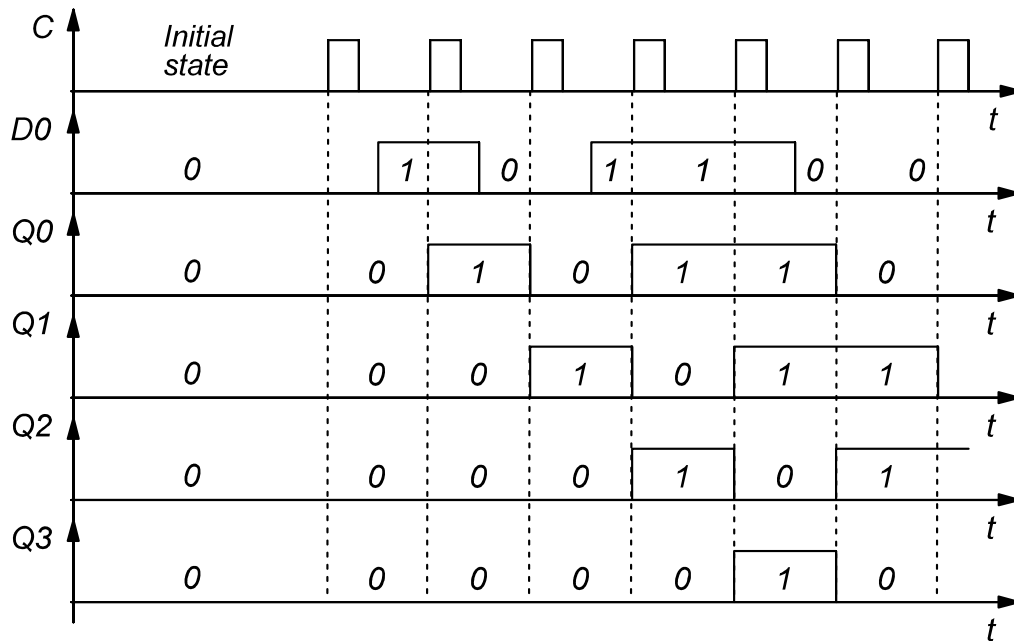 C
Initial
state
t
D0
0 1 0 1 1 0 0
t
Q0
0 0 1 0 1 1 0
t
Q1
0 0 0 1 0 1 1
t
Q2
0 0 0 0 1 0 1
t
Q3
0 0 0 0 0 1 0
t